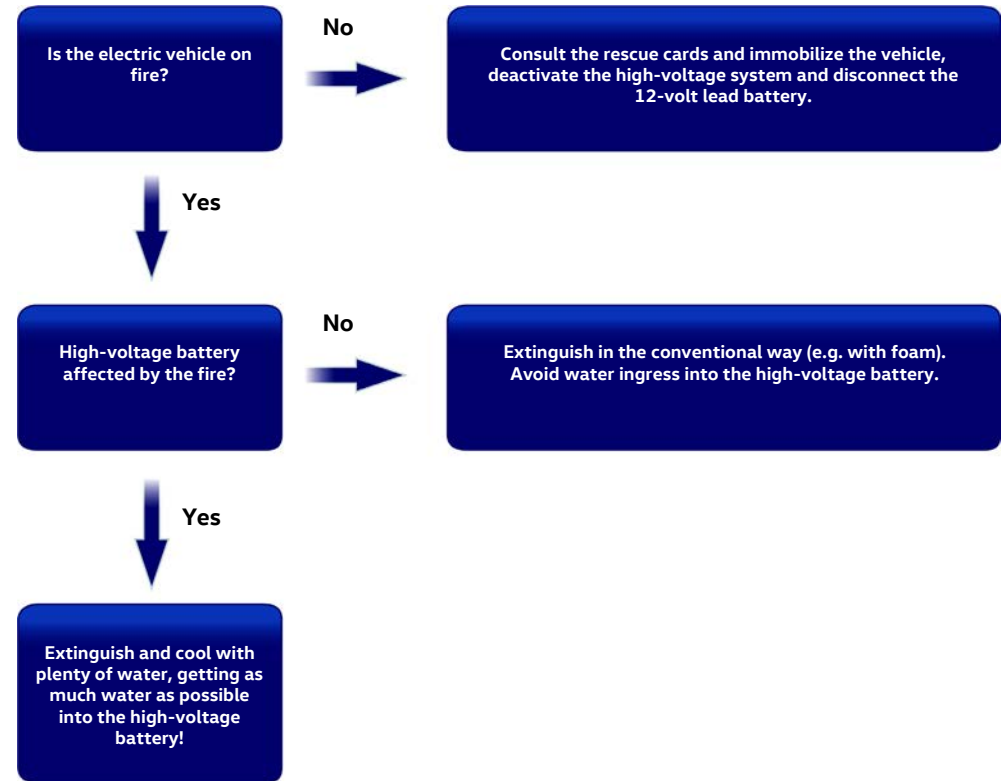 Is the electric vehicle on
fire?
No
Consult the rescue cards and immobilize the vehicle,
deactivate the high-voltage system and disconnect the
12-volt lead battery.
Yes
High-voltage battery
affected by the fire?
No
Extinguish in the conventional way (e.g. with foam).
Avoid water ingress into the high-voltage battery.
Yes
Extinguish and cool with
plenty of water, getting as
much water as possible
into the high-voltage
battery!